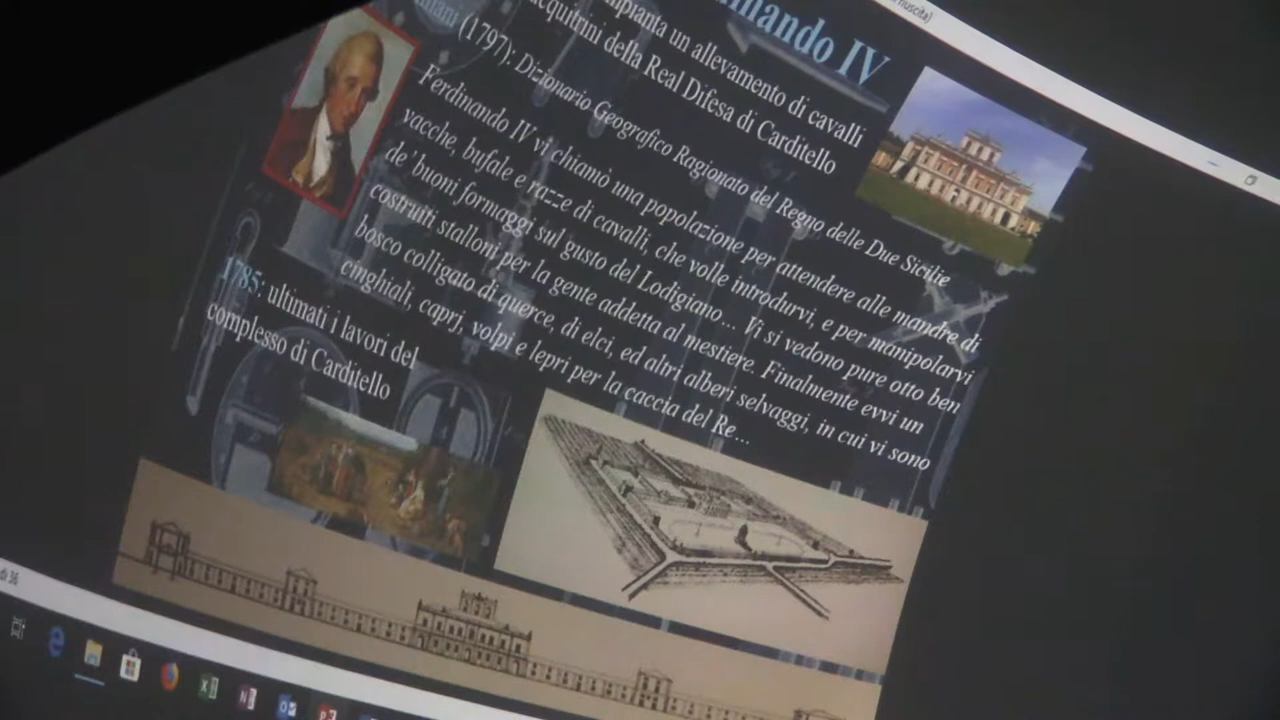 nando IV
impianta un allevamento di cavalli
acquitrini della Real Difesa di Carditello
(1797): Dizionario Geografico Ragionato del Regno delle Due Sicilie
Ferdinando IV vi chiamò una popolazione per attendere alle mandre di
vacche, bufale e razze di cavalli, che volle introdurvi, e per manipolarvi
de'buoni formaggi sul gusto del Lodigiano... Vi si vedono pure otto ben
costruiti stalloni per la gente addetta al mestiere. Finalmente evvi un
bosco colligato di querce, di elci, ed altri alberi selvaggi, in cui vi sono
cinghiali, caprj, volpi e lepri per la caccia del Re...
1785: ultimati i lavori del
complesso di Carditello
di 36